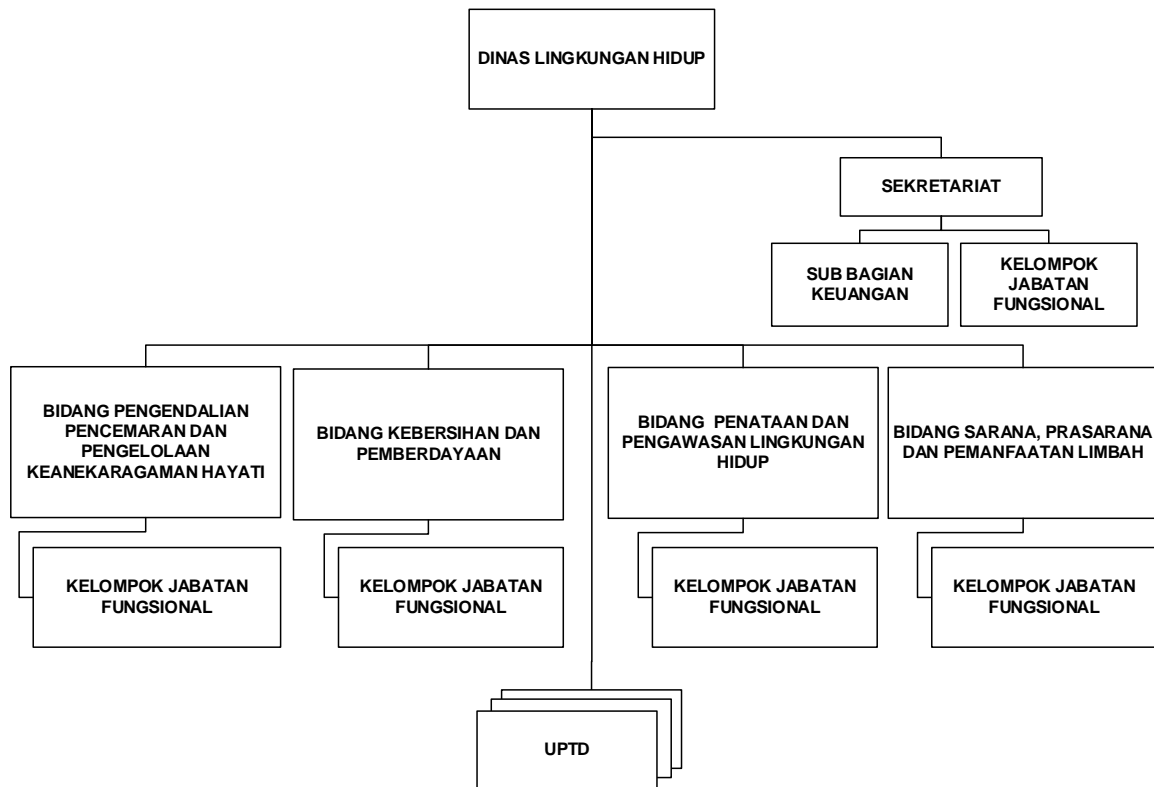 DINAS LINGKUNGAN HIDUP
SEKRETARIAT
SUB BAGIAN
KEUANGAN
KELOMPOK
JABATAN
FUNGSIONAL
BIDANG PENGENDALIAN
PENCEMARAN DAN
PENGELOLAAN
KEANEKARAGAMAN HAYATI
BIDANG KEBERSIHAN DAN
PEMBERDAYAAN
BIDANG PENATAAN DAN
PENGAWASAN LINGKUNGAN
HIDUP
BIDANG SARANA, PRASARANA
DAN PEMANFAATAN LIMBAH
KELOMPOK JABATAN
FUNGSIONAL
KELOMPOK JABATAN
FUNGSIONAL
KELOMPOK JABATAN
FUNGSIONAL
KELOMPOK JABATAN
FUNGSIONAL
UPTD